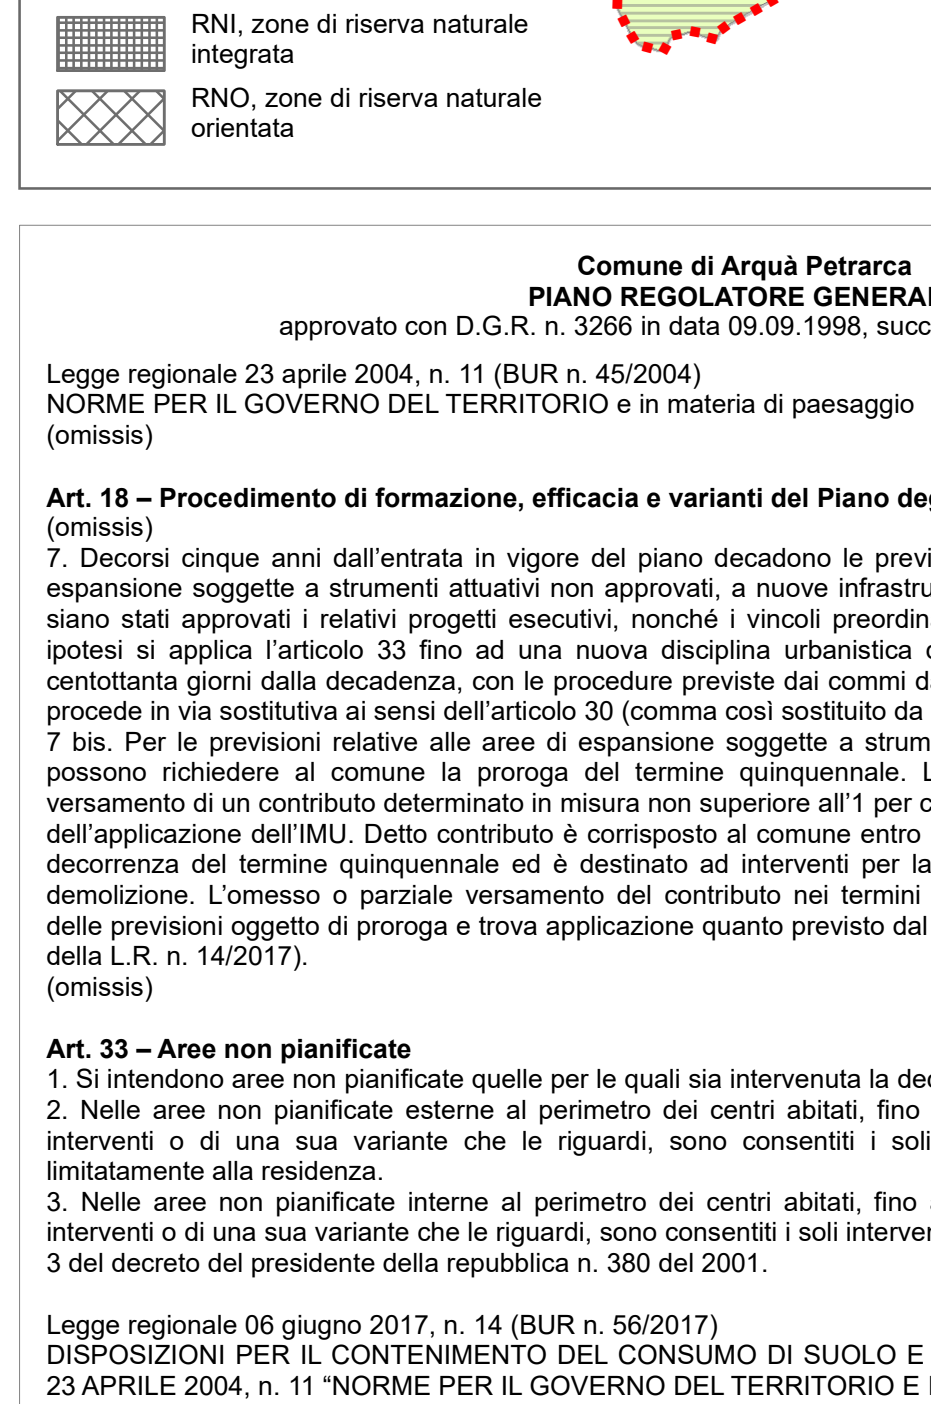 RNI, zone di riserva naturale
integrata
RNO, zone di riserva naturale
orientata
Comune di Arquà Petrarca
PIANO REGOLATORE
approvato con D.G.R. n. 3266 in data 09.09.1998,
Legge regionale 23 aprile 2004, n. 11 (BUR n. 45/2004)
NORME PER IL GOVERNO DEL TERRITORIO e in materia di paesaggio
(omissis)
Art. 18 – Procedimento di formazione, efficacia e varianti del Piano
(omissis)
7. Decorsi cinque anni dall’entrata in vigore del piano decadono le
espansione soggette a strumenti attuativi non approvati, a nuove
siano stati approvati i relativi progetti esecutivi, nonché i vincoli
ipotesi si applica l’articolo 33 fino ad una nuova disciplina urbanistica
centottanta giorni dalla decadenza, con le procedure previste dai commi
procede in via sostitutiva ai sensi dell’articolo 30 (comma così sostituito da
7 bis. Per le previsioni relative alle aree di espansione soggette a
possono richiedere al comune la proroga del termine quinquennale.
versamento di un contributo determinato in misura non superiore all’1 per
dell’applicazione dell’IMU. Detto contributo è corrisposto al comune entro
decorrenza del termine quinquennale ed è destinato ad interventi per la
demolizione. L’omesso o parziale versamento del contributo nei termini
delle previsioni oggetto di proroga e trova applicazione quanto previsto dal
della L.R. n. 14/2017).
(omissis)
Art. 33 – Aree non pianificate
1. Si intendono aree non pianificate quelle per le quali sia intervenuta la
2. Nelle aree non pianificate esterne al perimetro dei centri abitati, fino
interventi o di una sua variante che le riguardi, sono consentiti i soli
limitatamente alla residenza.
3. Nelle aree non pianificate interne al perimetro dei centri abitati, fino
interventi o di una sua variante che le riguardi, sono consentiti i soli
3 del decreto del presidente della repubblica n. 380 del 2001.
Legge regionale 06 giugno 2017, n. 14 (BUR n. 56/2017)
DISPOSIZIONI PER IL CONTENIMENTO DEL CONSUMO DI SUOLO E
23 APRILE 2004, n. 11 “NORME PER IL GOVERNO DEL TERRITORIO E